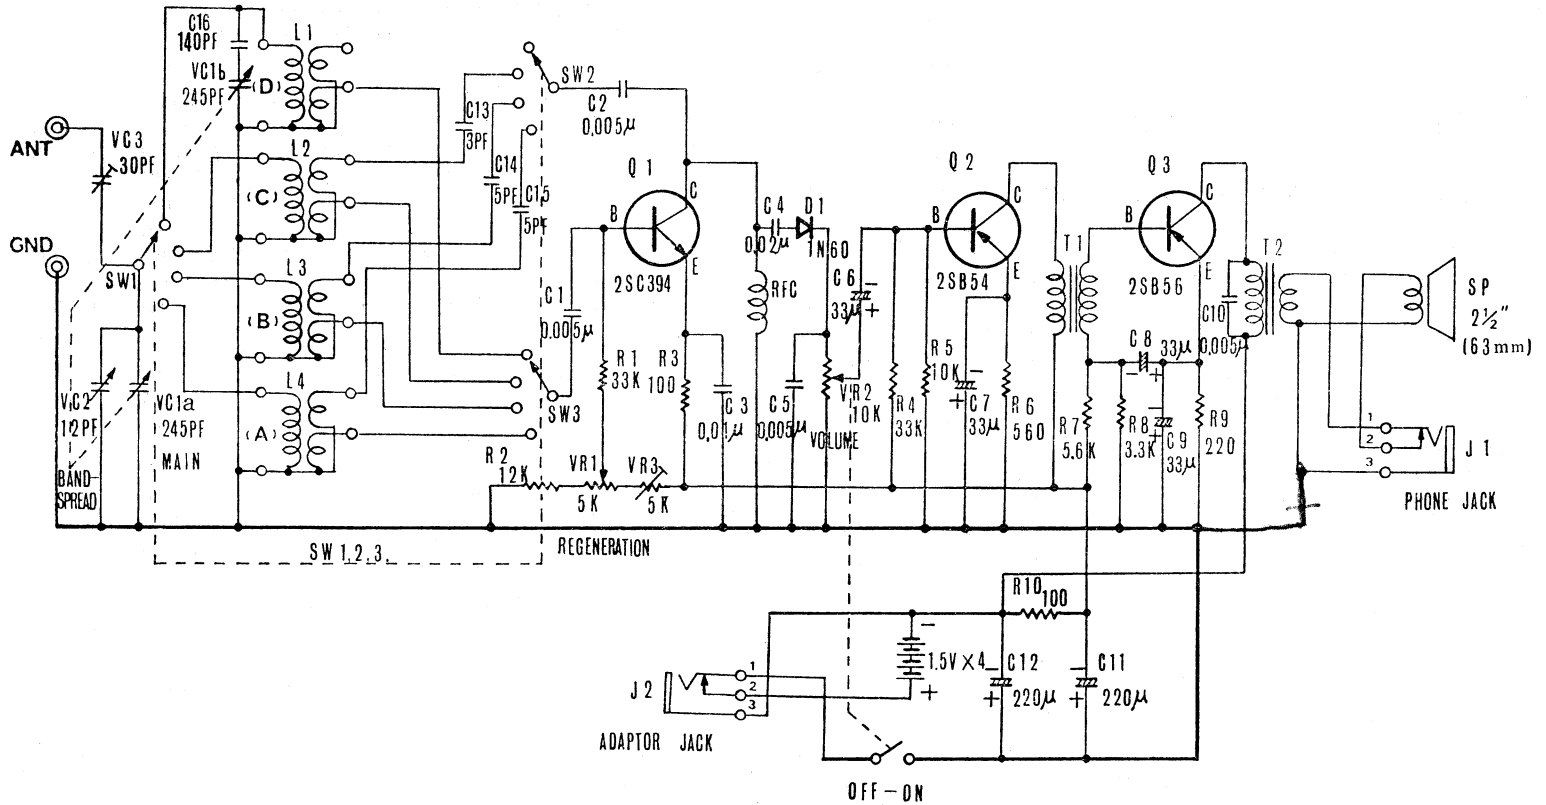 C16
140PF
L1
VC1b
245PF
(D)
ANT
VC3
30PF
L2
(C)
GND
SW1
L3
(B)
L4
(A)
VC2
12PF
BAND-
SPREAD
VC1a
245PF
MAIN
SW 1.2.3.
C13
3PF
C14
5PF
C15
5PF
SW2
C2
0.005μ
SW3
C1
0.005μ
Q1
B
C
E
2SC394
R1
33K
R3
100
R2
12K
VR1
5K
VR3
5K
REGENERATION
C3
0.01μ
C4
0.02μ
D1
1N60
RFC
C5
0.005μ
C6
33μ
-
+
VR2
10K
VOLUME
R4
33K
R5
10K
Q2
B
C
E
2SB54
C7
33μ
-
+
R6
560
T1
Q3
B
C
E
2SB56
R7
5.6K
R8
3.3K
C8
33μ
-
+
C9
33μ
-
+
R9
220
C10
0.005μ
T2
SP
2½"
(63mm)
1
2
3
J1
PHONE JACK
R10
100
1.5V×4
-
+
C12
220μ
-
+
C11
220μ
-
+
J2
1
2
3
ADAPTOR JACK
OFF-ON